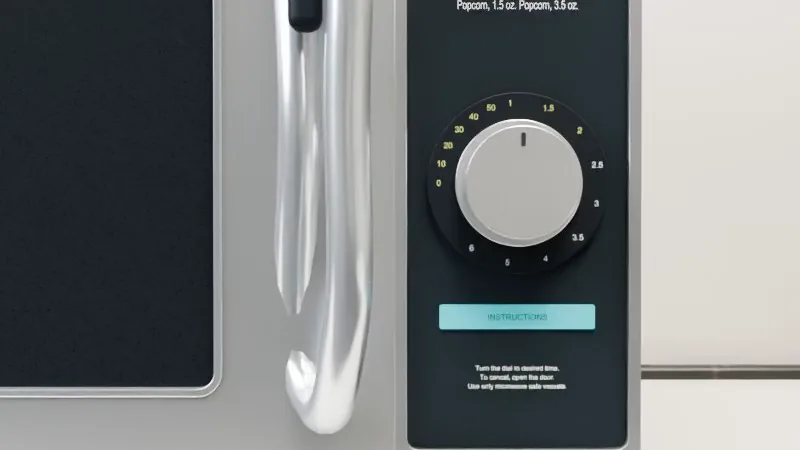 Popcorn, 1.5 oz. Popcorn, 3.5 oz.
50 1 1.5
40
30 2
20
10 2.5
0
3
3.5
6 5 4
INSTRUCTIONS
Turn the dial to desired time.
To cancel, open the door.
Use only microwave safe vessels.